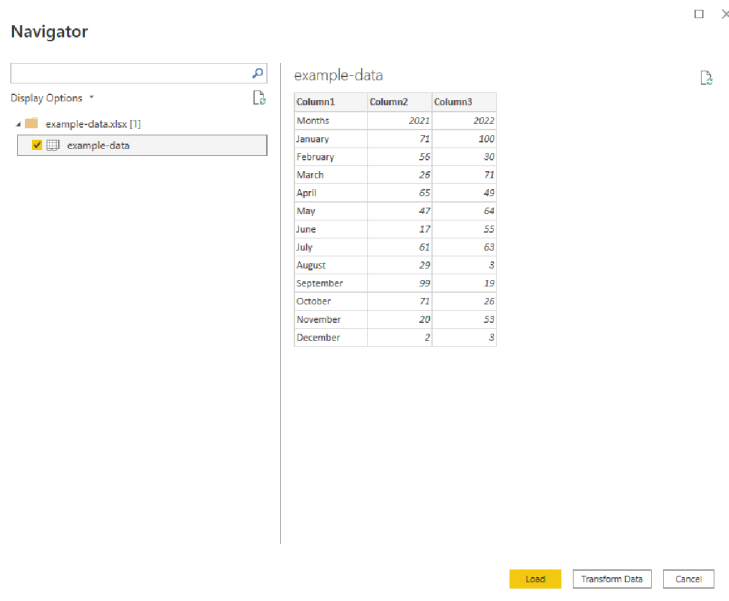 Navigator
Display Options
example-data.xlsx [1]
example-data
example-data
Column1 Column2 Column3
Months 2021 2022
January 71 100
February 56 30
March 26 71
April 65 49
May 47 64
June 17 55
July 61 63
August 29 3
September 99 19
October 71 26
November 20 53
December 2 3
Load Transform Data Cancel